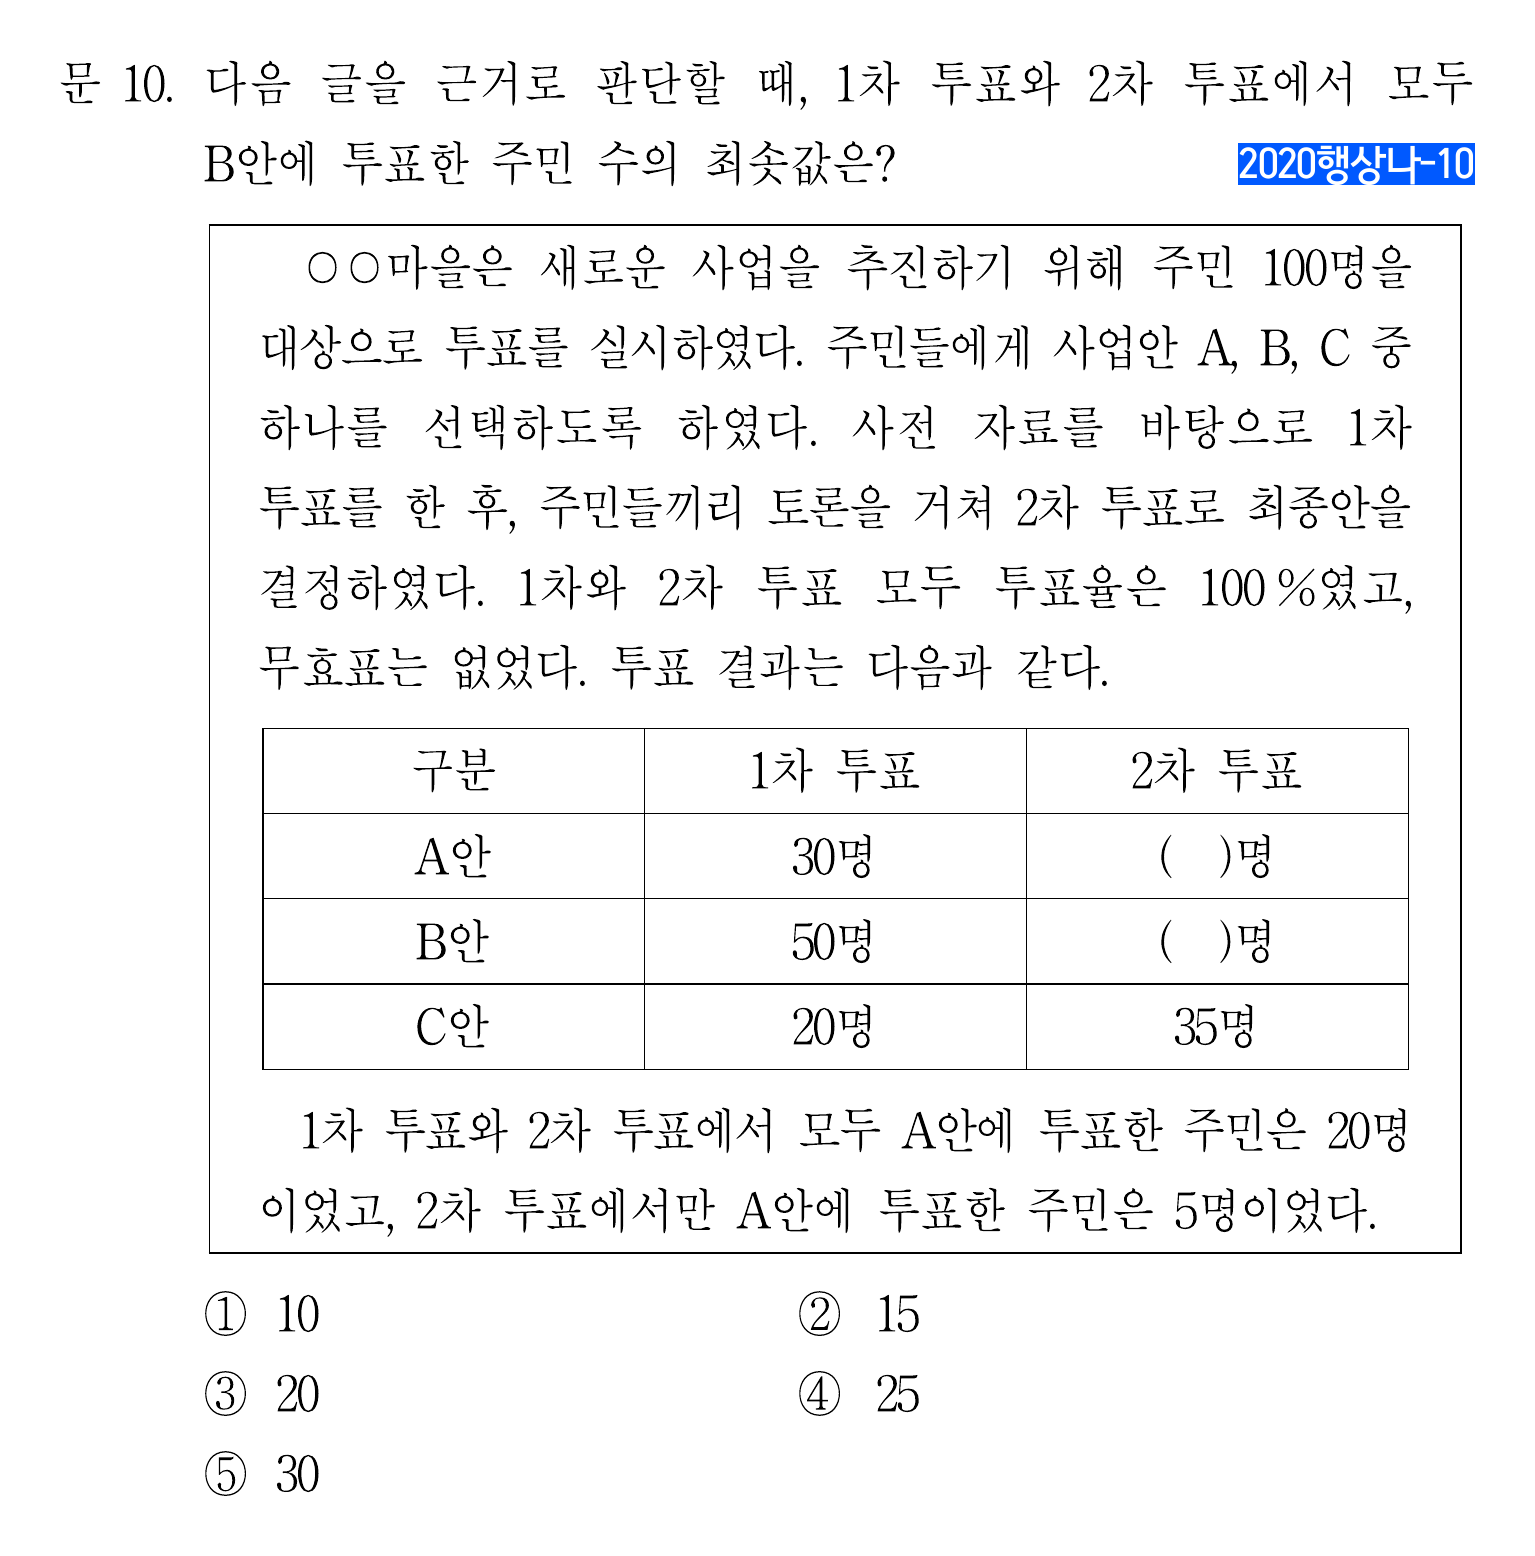 문 10. 다음 글을 근거로 판단할 때, 1차 투표와 2차 투표에서 모두
B안에 투표한 주민 수의 최솟값은?
2020행상나-10
○○마을은 새로운 사업을 추진하기 위해 주민 100명을
대상으로 투표를 실시하였다. 주민들에게 사업안 A, B, C 중
하나를 선택하도록 하였다. 사전 자료를 바탕으로 1차
투표를 한 후, 주민들끼리 토론을 거쳐 2차 투표로 최종안을
결정하였다. 1차와 2차 투표 모두 투표율은 100 %였고,
무효표는 없었다. 투표 결과는 다음과 같다.
구분 1차 투표 2차 투표
A안 30명 ( )명
B안 50명 ( )명
C안 20명 35명
1차 투표와 2차 투표에서 모두 A안에 투표한 주민은 20명
이었고, 2차 투표에서만 A안에 투표한 주민은 5명이었다.
① 10 ② 15
③ 20 ④ 25
⑤ 30